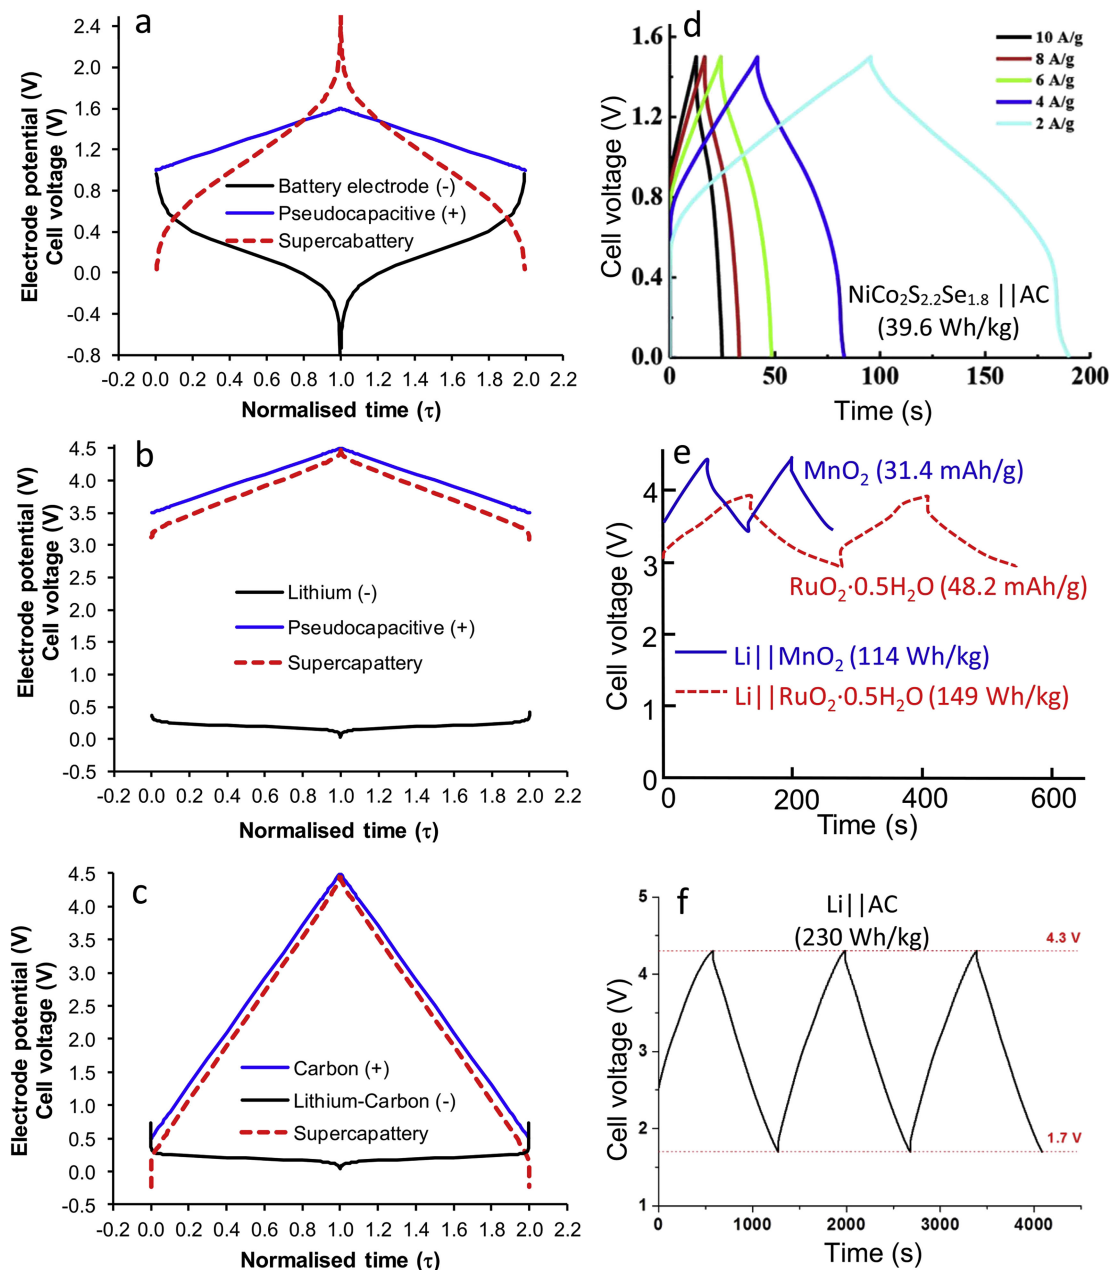 a
Electrode potential (V)
Cell voltage (V)
2.4
2.0
1.6
1.2
0.8
0.4
0.0
-0.4
-0.8
Battery electrode (-)
Pseudocapacitive (+)
Supercabattery
-0.2 0.0 0.2 0.4 0.6 0.8 1.0 1.2 1.4 1.6 1.8 2.0 2.2
Normalised time (τ)
d
Cell voltage (V)
1.6
1.2
0.8
0.4
0.0
10 A/g
8 A/g
6 A/g
4 A/g
2 A/g
NiCo2S2.2Se1.8 ||AC
(39.6 Wh/kg)
0 50 100 150 200
Time (s)
b
Electrode potential (V)
Cell voltage (V)
4.5
4.0
3.5
3.0
2.5
2.0
1.5
1.0
0.5
0.0
-0.5
Lithium (-)
Pseudocapacitive (+)
Supercapattery
-0.2 0.0 0.2 0.4 0.6 0.8 1.0 1.2 1.4 1.6 1.8 2.0 2.2
Normalised time (τ)
e
Cell voltage (V)
4
3
2
1
0
MnO2 (31.4 mAh/g)
RuO2·0.5H2O (48.2 mAh/g)
Li||MnO2 (114 Wh/kg)
Li||RuO2·0.5H2O (149 Wh/kg)
0 200 400 600
Time (s)
c
Electrode potential (V)
Cell voltage (V)
4.5
4.0
3.5
3.0
2.5
2.0
1.5
1.0
0.5
0.0
-0.5
Carbon (+)
Lithium-Carbon (-)
Supercapattery
-0.2 0.0 0.2 0.4 0.6 0.8 1.0 1.2 1.4 1.6 1.8 2.0 2.2
Normalised time (τ)
f
Cell voltage (V)
5
4
3
2
1
Li||AC
(230 Wh/kg)
4.3 V
1.7 V
0 1000 2000 3000 4000
Time (s)